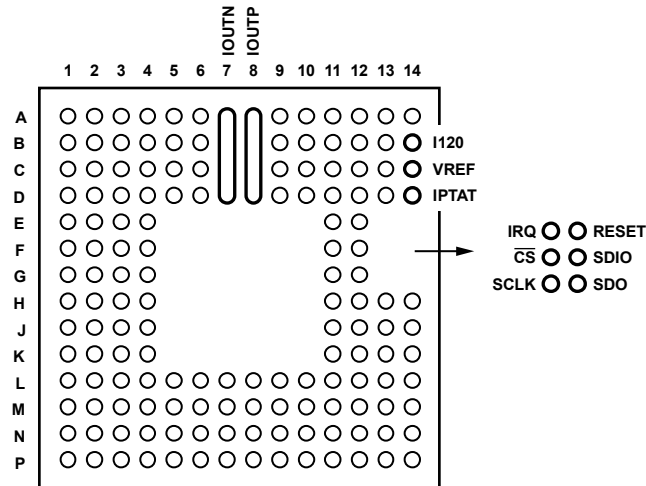 IOUTN
IOUTP
1 2 3 4 5 6 7 8 9 10 11 12 13 14
A
B I120
C VREF
D IPTAT
E
F
G
IRQ RESET
CS SDIO
SCLK SDO
H
J
K
L
M
N
P